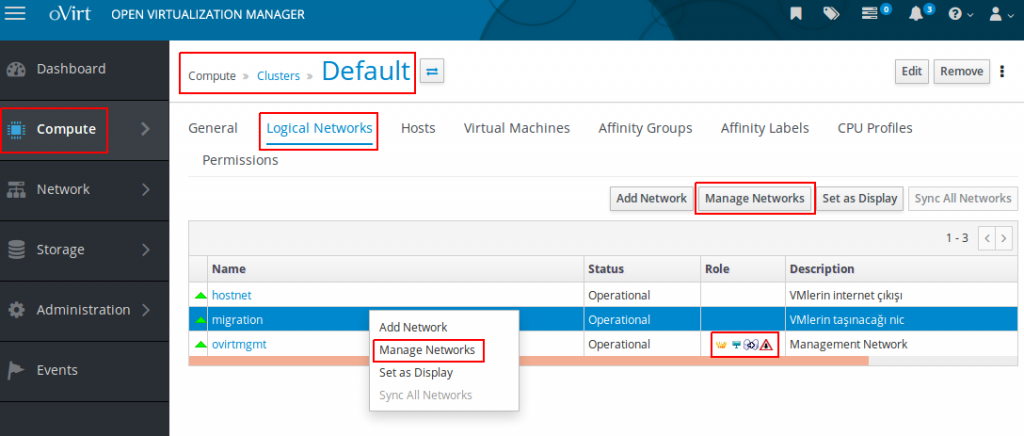 oVirt OPEN VIRTUALIZATION MANAGER 0 3
Dashboard
Compute
Network
Storage
Administration
Events
Compute » Clusters » Default
Edit Remove
General Logical Networks Hosts Virtual Machines Affinity Groups Affinity Labels CPU Profiles
Permissions
Add Network Manage Networks Set as Display Sync All Networks
1 - 3
Name Status Role Description
hostnet Operational VMlerin internet çıkışı
migration Operational VMlerin taşınacağı nic
ovirtmgmt Operational Management Network
Add Network
Manage Networks
Set as Display
Sync All Networks